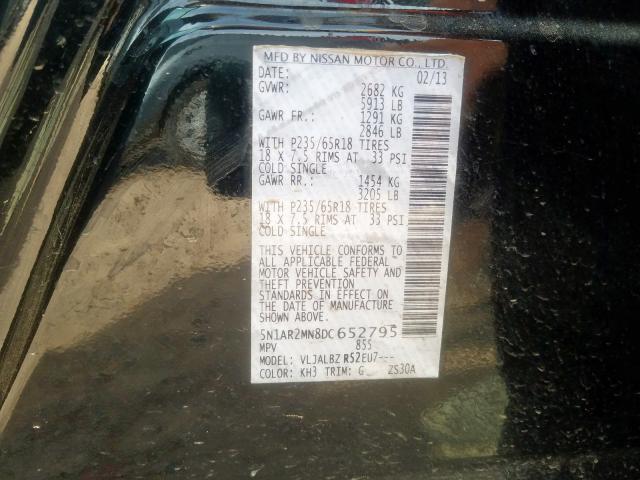 MFD BY NISSAN MOTOR CO., LTD.
DATE: 02/13
GVWR: 2682 KG
5913 LB
GAWR FR.: 1291 KG
2846 LB
WITH P235/65R18 TIRES
18 X 7.5 RIMS AT 33 PSI
COLD SINGLE
GAWR RR.: 1454 KG
3205 LB
WITH P235/65R18 TIRES
18 X 7.5 RIMS AT 33 PSI
COLD SINGLE
THIS VEHICLE CONFORMS TO
ALL APPLICABLE FEDERAL
MOTOR VEHICLE SAFETY AND
THEFT PREVENTION
STANDARDS IN EFFECT ON
THE DATE OF MANUFACTURE
SHOWN ABOVE.
5N1AR2MN8DC652795
MPV 855
MODEL: VLJALBZ R52EU7---
COLOR: KH3 TRIM: G ZS30A